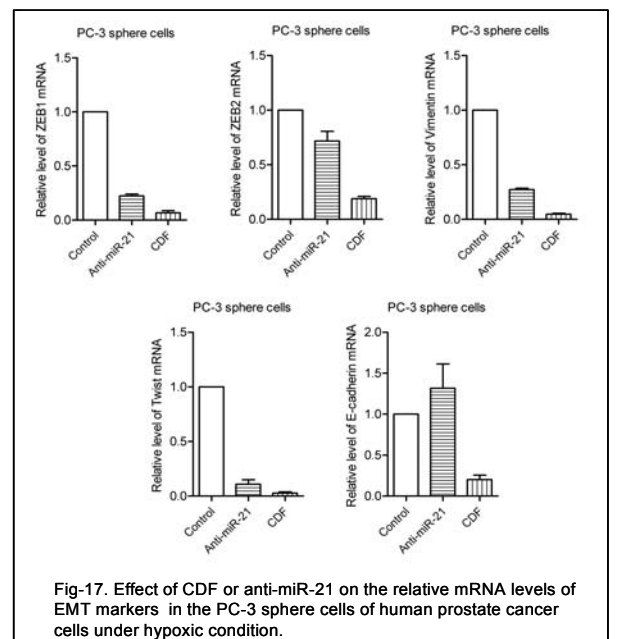 PC-3 sphere cells
Relative level of ZEB1 mRNA
1.5
1.0
0.5
0.0
Control
Anti-miR-21
CDF
PC-3 sphere cells
Relative level of ZEB2 mRNA
1.5
1.0
0.5
0.0
Control
Anti-miR-21
CDF
PC-3 sphere cells
Relative level of Vimentin mRNA
1.5
1.0
0.5
0.0
Control
Anti-miR-21
CDF
PC-3 sphere cells
Relative level of Twist mRNA
1.5
1.0
0.5
0.0
Control
Anti-miR-21
CDF
PC-3 sphere cells
Relative level of E-cadherin mRNA
2.0
1.5
1.0
0.5
0.0
Control
Anti-miR-21
CDF
Fig-17. Effect of CDF or anti-miR-21 on the relative mRNA levels of
EMT markers in the PC-3 sphere cells of human prostate cancer
cells under hypoxic condition.